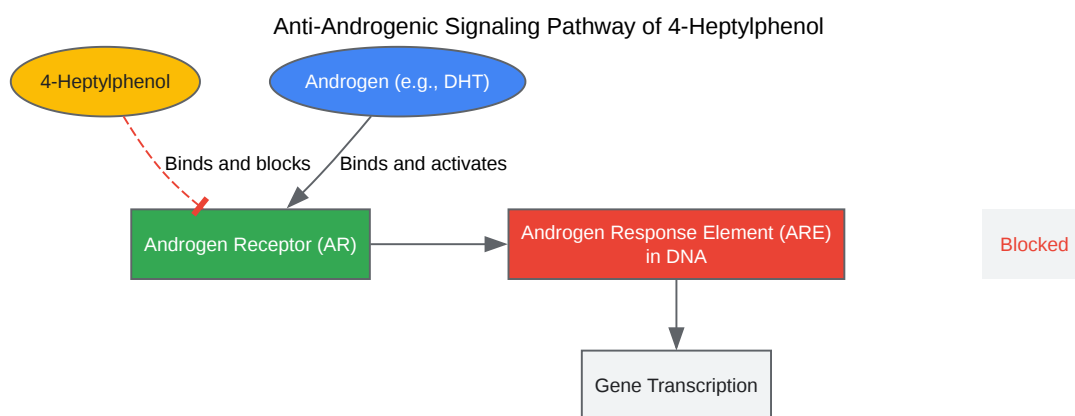 Anti-Androgenic Signaling Pathway of 4-Heptylphenol
4-Heptylphenol
Androgen (e.g., DHT)
Binds and blocks
Binds and activates
Androgen Receptor (AR)
Androgen Response Element (ARE)
in DNA
Blocked
Gene Transcription